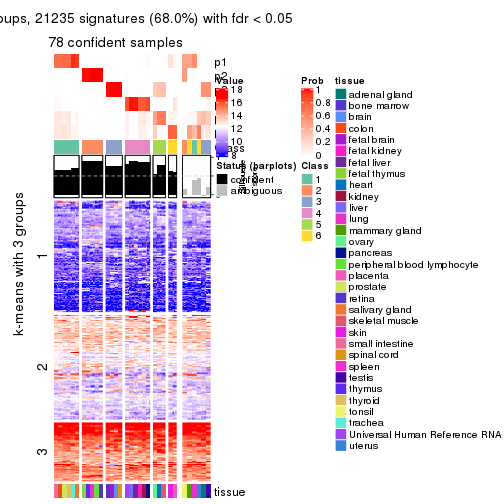 oups, 21235 signatures (68.0%) with fdr < 0.05
78 confident samples
p1
p2
Value
18
16
14
12
10
8
Prob
1
0.8
0.6
0.4
0.2
0
Status (barplots)
confident
ambiguous
Class
1
2
3
4
5
6
tissue
adrenal gland
bone marrow
brain
colon
fetal brain
fetal kidney
fetal liver
fetal thymus
heart
kidney
liver
lung
mammary gland
ovary
pancreas
peripheral blood lymphocyte
placenta
prostate
retina
salivary gland
skeletal muscle
skin
small intestine
spinal cord
spleen
testis
thymus
thyroid
tonsil
trachea
Universal Human Reference RNA
uterus
k-means with 3 groups
1
2
3
tissue